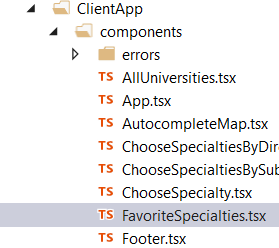 ClientApp
components
errors
TS AllUniversities.tsx
TS App.tsx
TS AutocompleteMap.tsx
TS ChooseSpecialtiesByDir
TS ChooseSpecialtiesBySub
TS ChooseSpecialty.tsx
TS FavoriteSpecialties.tsx
TS Footer.tsx